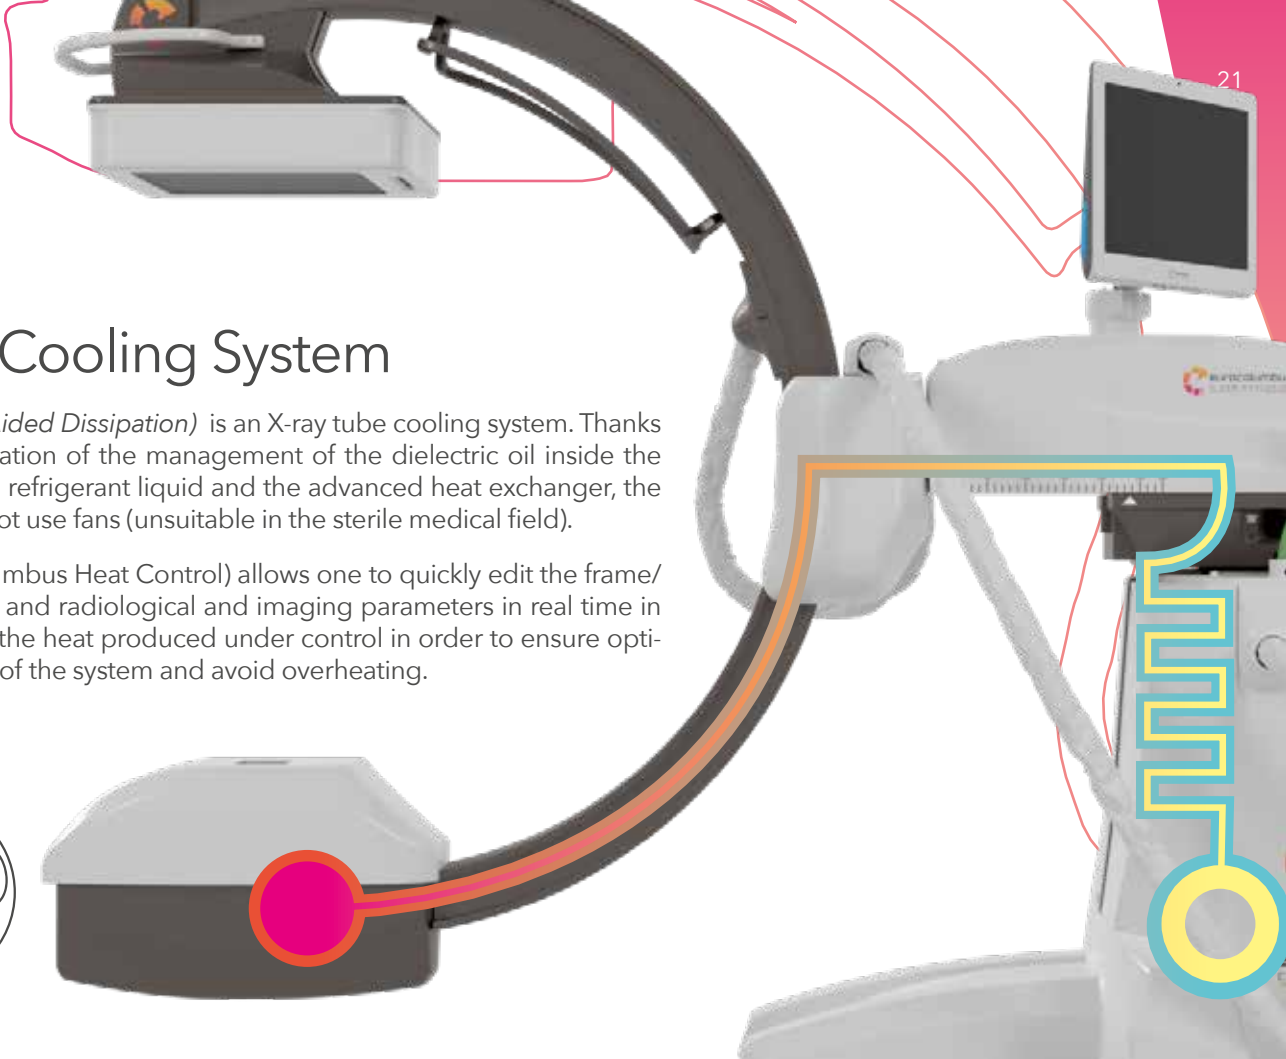 21
Cooling System
ided Dissipation) is an X-ray tube cooling system. Thanks
ation of the management of the dielectric oil inside the
refrigerant liquid and the advanced heat exchanger, the
ot use fans (unsuitable in the sterile medical field).
mbus Heat Control) allows one to quickly edit the frame/
and radiological and imaging parameters in real time in
the heat produced under control in order to ensure opti-
of the system and avoid overheating.
eurocolumbus